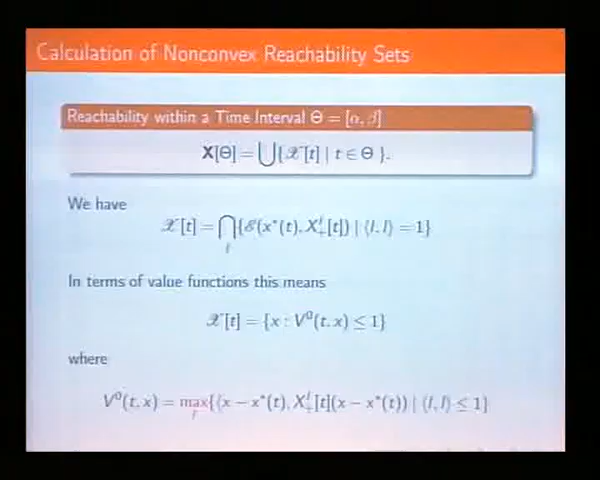 Calculation of Nonconvex Reachability Sets
Reachability within a Time Interval Θ = [α, β]
X[Θ] = ⋃{𝒳[t] | t ∈ Θ }.
We have
𝒳[t] = ⋂{ℰ(x*(t), X₊ˡ[t]) | ⟨l, l⟩ = 1}
l
In terms of value functions this means
𝒳[t] = {x : V⁰(t, x) ≤ 1}
where
V⁰(t, x) = max{⟨x − x*(t), X₊ˡ[t](x − x*(t)) | ⟨l, l⟩ ≤ 1}
l